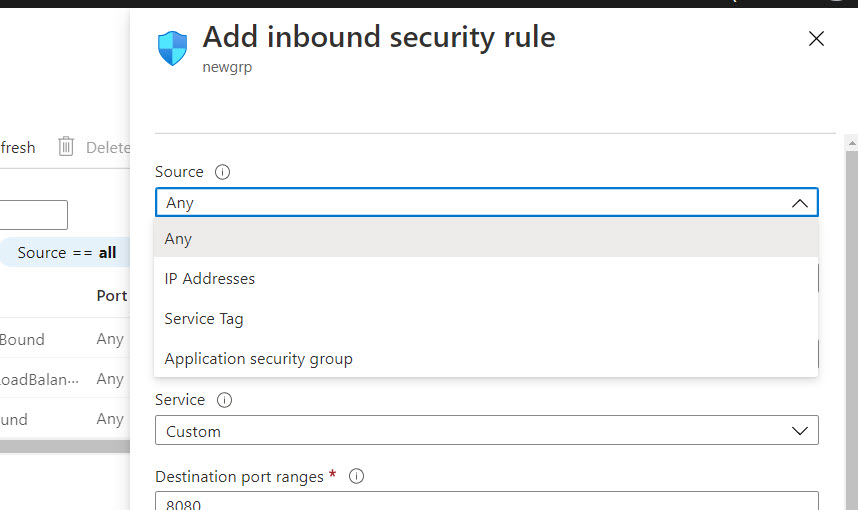 Add inbound security rule
newgrp
fresh
Delete
Source == all
Port
Bound
Any
oadBalan...
Any
und
Any
Source
Any
Any
IP Addresses
Service Tag
Application security group
Service
Custom
Destination port ranges *
8080